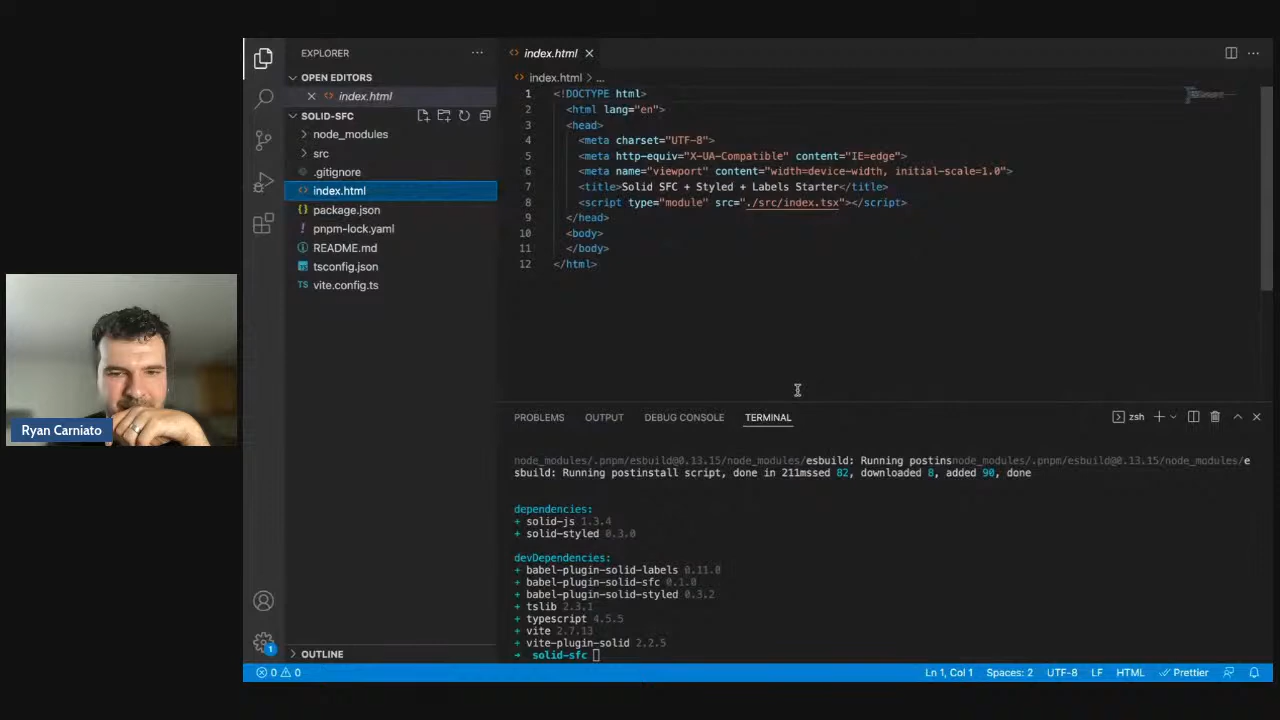 EXPLORER
OPEN EDITORS
index.html
SOLID-SFC
node_modules
src
.gitignore
index.html
package.json
pnpm-lock.yaml
README.md
tsconfig.json
TS vite.config.ts
OUTLINE
index.html
index.html > ...
1 <!DOCTYPE html>
2 <html lang="en">
3 <head>
4 <meta charset="UTF-8">
5 <meta http-equiv="X-UA-Compatible" content="IE=edge">
6 <meta name="viewport" content="width=device-width, initial-scale=1.0">
7 <title>Solid SFC + Styled + Labels Starter</title>
8 <script type="module" src="./src/index.tsx"></script>
9 </head>
10 <body>
11 </body>
12 </html>
PROBLEMS OUTPUT DEBUG CONSOLE TERMINAL zsh
node_modules/.pnpm/esbuild@0.13.15/node_modules/esbuild: Running postinsnode_modules/.pnpm/esbuild@0.13.15/node_modules/e
sbuild: Running postinstall script, done in 211mssed 82, downloaded 8, added 90, done
dependencies:
+ solid-js 1.3.4
+ solid-styled 0.3.0
devDependencies:
+ babel-plugin-solid-labels 0.11.0
+ babel-plugin-solid-sfc 0.1.0
+ babel-plugin-solid-styled 0.3.2
+ tslib 2.3.1
+ typescript 4.5.5
+ vite 2.7.13
+ vite-plugin-solid 2.2.5
➜ solid-sfc
Ryan Carniato
1
0 0
Ln 1, Col 1 Spaces: 2 UTF-8 LF HTML Prettier